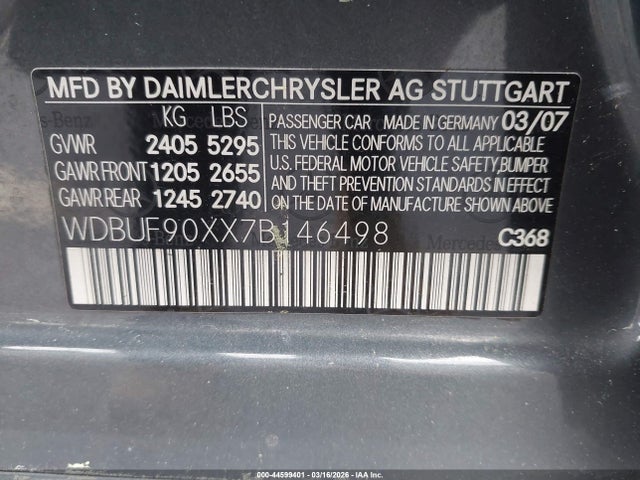 MFD BY DAIMLERCHRYSLER AG STUTTGART
KG LBS
GVWR 2405 5295
GAWR FRONT 1205 2655
GAWR REAR 1245 2740
PASSENGER CAR MADE IN GERMANY 03/07
THIS VEHICLE CONFORMS TO ALL APPLICABLE
U.S. FEDERAL MOTOR VEHICLE SAFETY, BUMPER
AND THEFT PREVENTION STANDARDS IN EFFECT
ON THE DATE OF MANUFACTURE SHOWN ABOVE
WDBUF90XX7B146498
C368
000-44599401 - 03/16/2026 - IAA Inc.